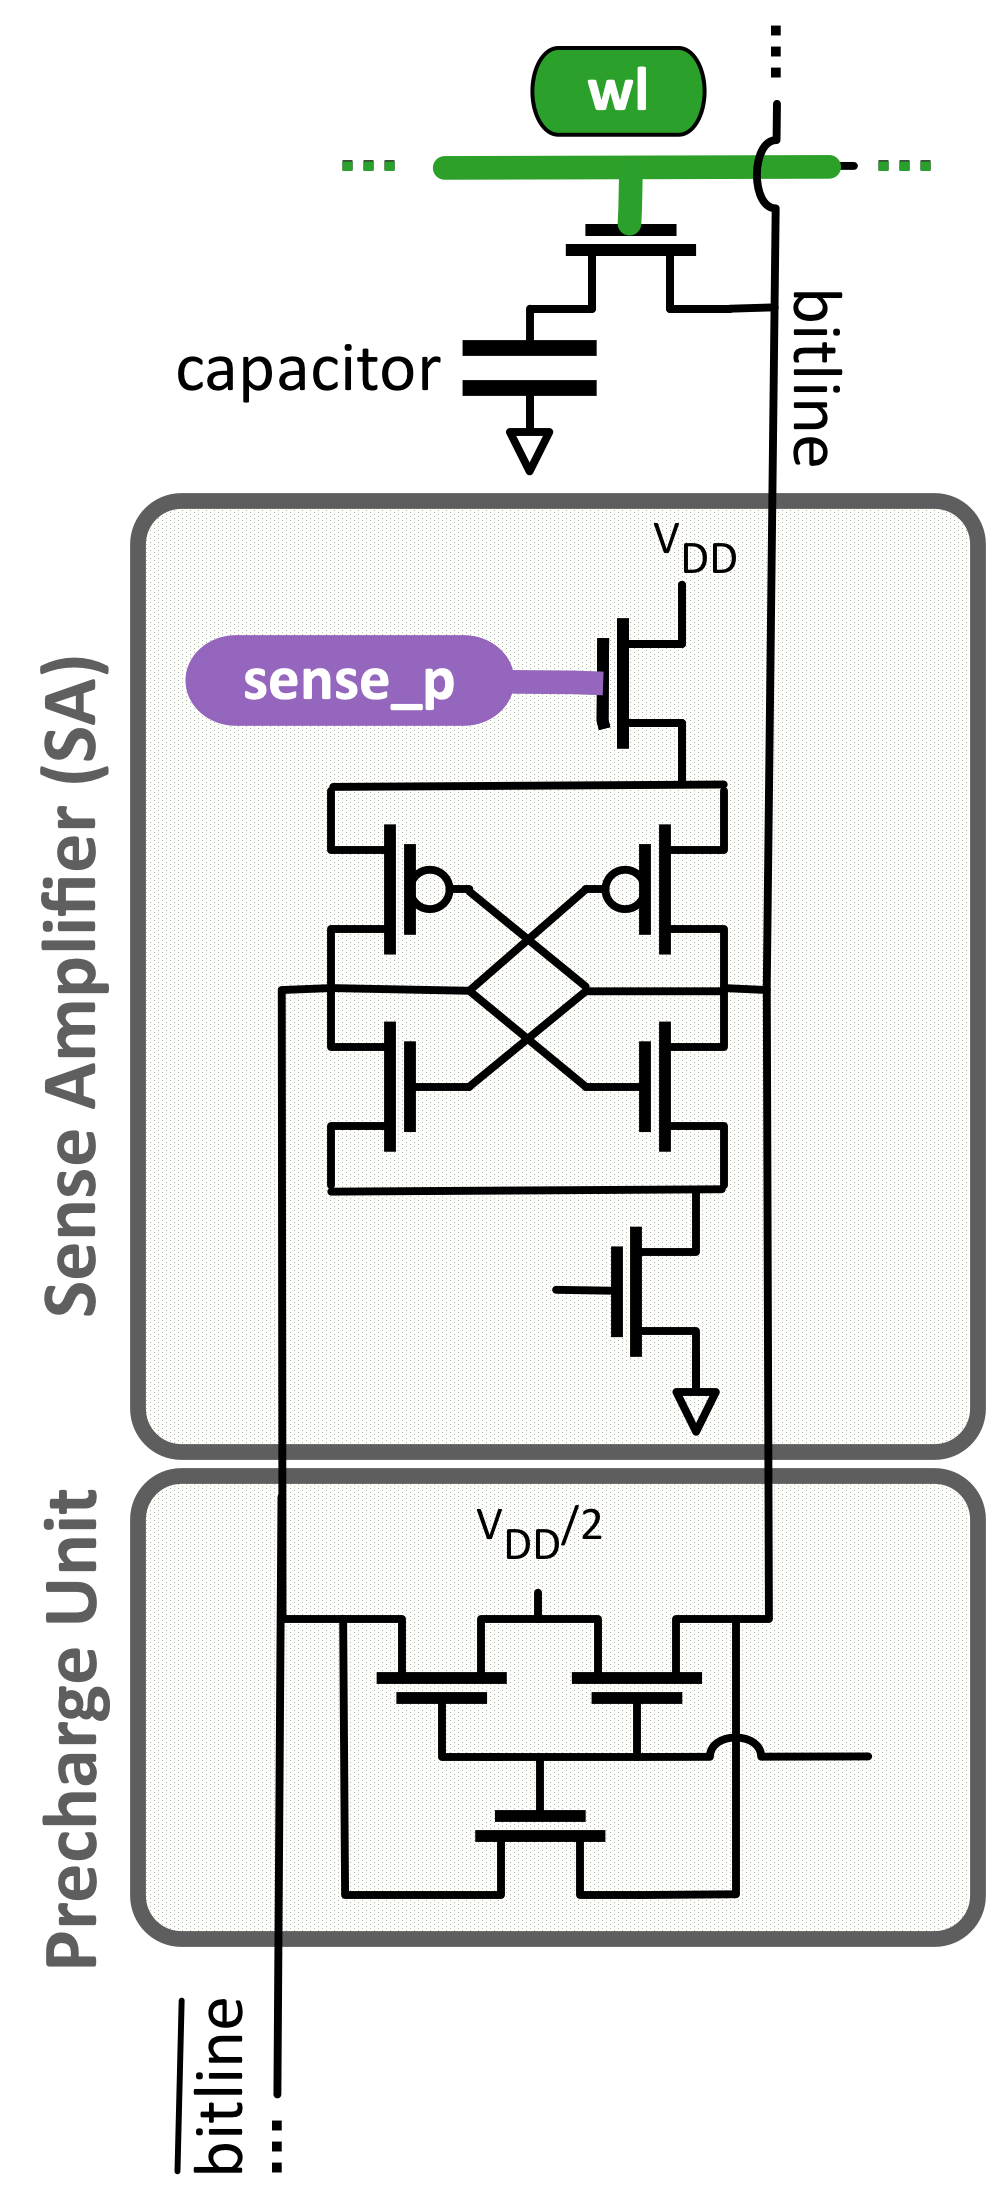 wl
bitline
capacitor
VDD
sense_p
Sense Amplifier (SA)
VDD/2
Precharge Unit
bitline